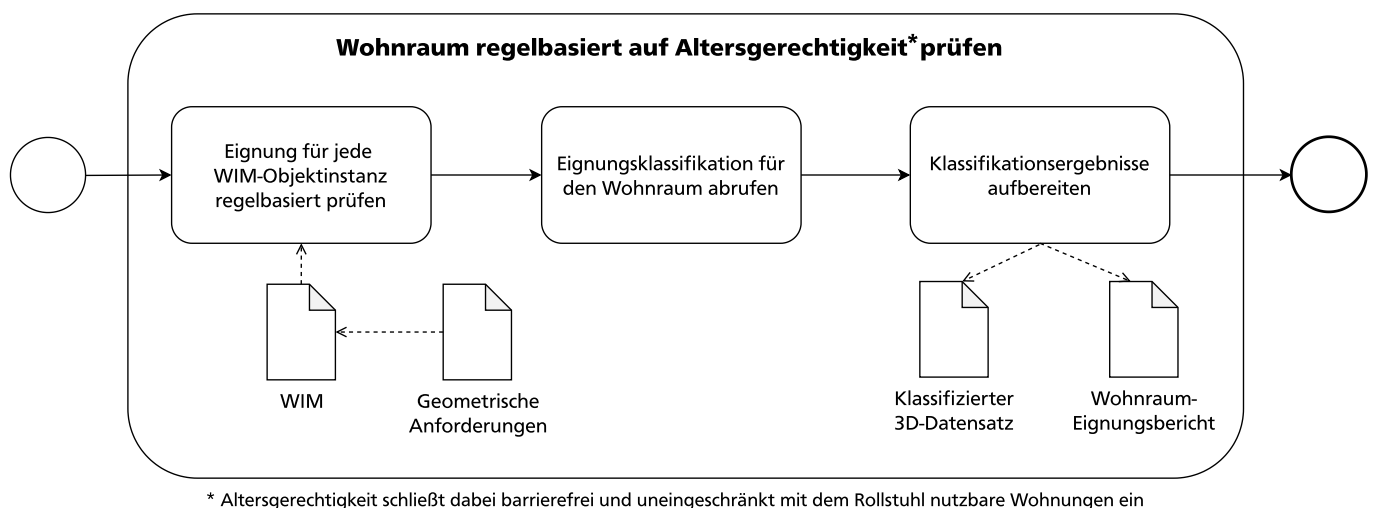 Wohnraum regelbasiert auf Altersgerechtigkeit* prüfen
Eignung für jede
WIM-Objektinstanz
regelbasiert prüfen
Eignungsklassifikation für
den Wohnraum abrufen
Klassifikationsergebnisse
aufbereiten
WIM
Geometrische
Anforderungen
Klassifizierter
3D-Datensatz
Wohnraum-
Eignungsbericht
* Altersgerechtigkeit schließt dabei barrierefrei und uneingeschränkt mit dem Rollstuhl nutzbare Wohnungen ein